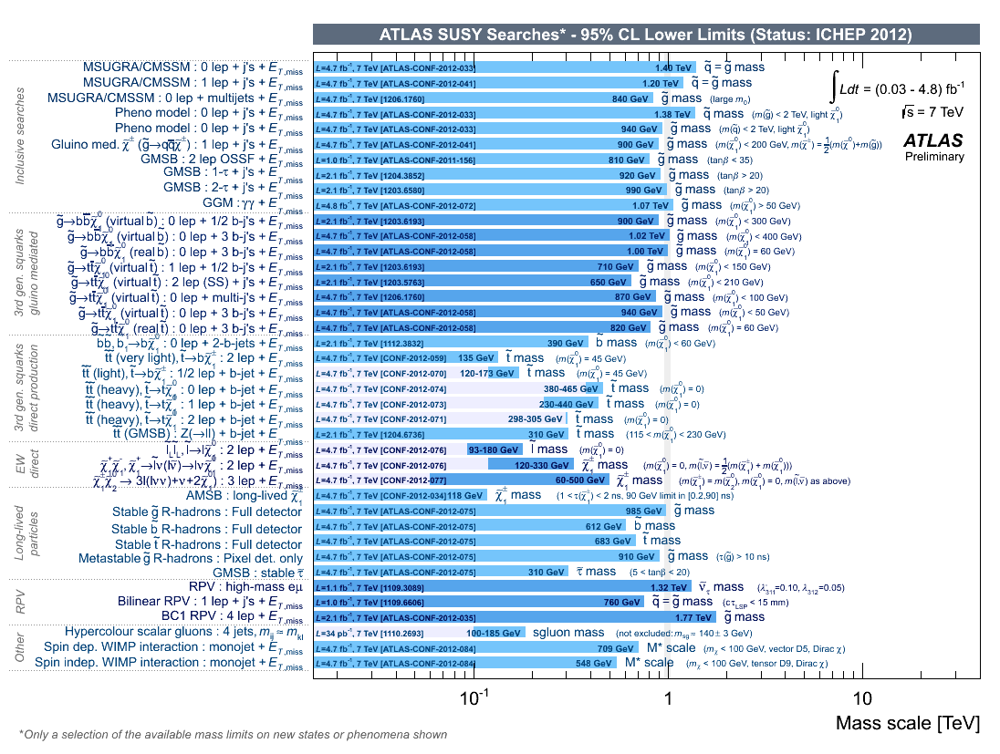 ATLAS SUSY Searches* - 95% CL Lower Limits (Status: ICHEP 2012)
∫Ldt = (0.03 - 4.8) fb⁻¹
√s = 7 TeV
ATLAS
Preliminary
Inclusive searches
MSUGRA/CMSSM : 0 lep + j's + E_T,miss L=4.7 fb⁻¹, 7 TeV [ATLAS-CONF-2012-033] 1.40 TeV q̃ = g̃ mass
MSUGRA/CMSSM : 1 lep + j's + E_T,miss L=4.7 fb⁻¹, 7 TeV [ATLAS-CONF-2012-041] 1.20 TeV q̃ = g̃ mass
MSUGRA/CMSSM : 0 lep + multijets + E_T,miss L=4.7 fb⁻¹, 7 TeV [1206.1760] 840 GeV g̃ mass (large m₀)
Pheno model : 0 lep + j's + E_T,miss L=4.7 fb⁻¹, 7 TeV [ATLAS-CONF-2012-033] 1.38 TeV q̃ mass (m(g̃) < 2 TeV, light χ̃₁⁰)
Pheno model : 0 lep + j's + E_T,miss L=4.7 fb⁻¹, 7 TeV [ATLAS-CONF-2012-033] 940 GeV g̃ mass (m(q̃) < 2 TeV, light χ̃₁⁰)
Gluino med. χ̃± (g̃→qq̄χ̃±) : 1 lep + j's + E_T,miss L=4.7 fb⁻¹, 7 TeV [ATLAS-CONF-2012-041] 900 GeV g̃ mass (m(χ̃₁⁰) < 200 GeV, m(χ̃±) = ½(m(χ̃⁰)+m(g̃))
GMSB : 2 lep OSSF + E_T,miss L=1.0 fb⁻¹, 7 TeV [ATLAS-CONF-2011-156] 810 GeV g̃ mass (tanβ < 35)
GMSB : 1-τ + j's + E_T,miss L=2.1 fb⁻¹, 7 TeV [1204.3852] 920 GeV g̃ mass (tanβ > 20)
GMSB : 2-τ + j's + E_T,miss L=2.1 fb⁻¹, 7 TeV [1203.6580] 990 GeV g̃ mass (tanβ > 20)
GGM : γγ + E_T,miss L=4.8 fb⁻¹, 7 TeV [ATLAS-CONF-2012-072] 1.07 TeV g̃ mass (m(χ̃₁⁰) > 50 GeV)
3rd gen. squarks
gluino mediated
g̃→bb̄χ̃₁⁰ (virtual b̃) : 0 lep + 1/2 b-j's + E_T,miss L=2.1 fb⁻¹, 7 TeV [1203.6193] 900 GeV g̃ mass (m(χ̃₁⁰) < 300 GeV)
g̃→bb̄χ̃₁⁰ (virtual b̃) : 0 lep + 3 b-j's + E_T,miss L=4.7 fb⁻¹, 7 TeV [ATLAS-CONF-2012-058] 1.02 TeV g̃ mass (m(χ̃₁⁰) < 400 GeV)
g̃→bb̄χ̃₁⁰ (real b̃) : 0 lep + 3 b-j's + E_T,miss L=4.7 fb⁻¹, 7 TeV [ATLAS-CONF-2012-058] 1.00 TeV g̃ mass (m(χ̃₁⁰) = 60 GeV)
g̃→tt̄χ̃₁⁰ (virtual t̃) : 1 lep + 1/2 b-j's + E_T,miss L=2.1 fb⁻¹, 7 TeV [1203.6193] 710 GeV g̃ mass (m(χ̃₁⁰) < 150 GeV)
g̃→tt̄χ̃₁⁰ (virtual t̃) : 2 lep (SS) + j's + E_T,miss L=2.1 fb⁻¹, 7 TeV [1203.5763] 650 GeV g̃ mass (m(χ̃₁⁰) < 210 GeV)
g̃→tt̄χ̃₁⁰ (virtual t̃) : 0 lep + multi-j's + E_T,miss L=4.7 fb⁻¹, 7 TeV [1206.1760] 870 GeV g̃ mass (m(χ̃₁⁰) < 100 GeV)
g̃→tt̄χ̃₁⁰ (virtual t̃) : 0 lep + 3 b-j's + E_T,miss L=4.7 fb⁻¹, 7 TeV [ATLAS-CONF-2012-058] 940 GeV g̃ mass (m(χ̃₁⁰) < 50 GeV)
g̃→tt̄χ̃₁⁰ (real t̃) : 0 lep + 3 b-j's + E_T,miss L=4.7 fb⁻¹, 7 TeV [ATLAS-CONF-2012-058] 820 GeV g̃ mass (m(χ̃₁⁰) = 60 GeV)
3rd gen. squarks
direct production
b̃b̃, b̃₁→bχ̃₁⁰ : 0 lep + 2-b-jets + E_T,miss L=2.1 fb⁻¹, 7 TeV [1112.3832] 390 GeV b̃ mass (m(χ̃₁⁰) < 60 GeV)
t̃t̃ (very light), t̃→bχ̃₁± : 2 lep + E_T,miss L=4.7 fb⁻¹, 7 TeV [CONF-2012-059] 135 GeV t̃ mass (m(χ̃₁⁰) = 45 GeV)
t̃t̃ (light), t̃→bχ̃₁± : 1/2 lep + b-jet + E_T,miss L=4.7 fb⁻¹, 7 TeV [CONF-2012-070] 120-173 GeV t̃ mass (m(χ̃₁⁰) = 45 GeV)
t̃t̃ (heavy), t̃→tχ̃₁⁰ : 0 lep + b-jet + E_T,miss L=4.7 fb⁻¹, 7 TeV [CONF-2012-074] 380-465 GeV t̃ mass (m(χ̃₁⁰) = 0)
t̃t̃ (heavy), t̃→tχ̃₁⁰ : 1 lep + b-jet + E_T,miss L=4.7 fb⁻¹, 7 TeV [CONF-2012-073] 230-440 GeV t̃ mass (m(χ̃₁⁰) = 0)
t̃t̃ (heavy), t̃→tχ̃₁⁰ : 2 lep + b-jet + E_T,miss L=4.7 fb⁻¹, 7 TeV [CONF-2012-071] 298-305 GeV t̃ mass (m(χ̃₁⁰) = 0)
t̃t̃ (GMSB) : Z(→ll) + b-jet + E_T,miss L=2.1 fb⁻¹, 7 TeV [1204.6736] 310 GeV t̃ mass (115 < m(χ̃₁⁰) < 230 GeV)
EW
direct
l̃_L l̃_L, l̃→lχ̃₁⁰ : 2 lep + E_T,miss L=4.7 fb⁻¹, 7 TeV [CONF-2012-076] 93-180 GeV l̃ mass (m(χ̃₁⁰) = 0)
χ̃₁⁺χ̃₁⁻, χ̃₁⁺→l̃ν(lν̃)→lνχ̃₁⁰ : 2 lep + E_T,miss L=4.7 fb⁻¹, 7 TeV [CONF-2012-076] 120-330 GeV χ̃₁± mass (m(χ̃₁⁰) = 0, m(l̃,ν̃) = ½(m(χ̃₁±) + m(χ̃₁⁰)))
χ̃₁±χ̃₂⁰ → 3l(lνν)+ν+2χ̃₁⁰) : 3 lep + E_T,miss L=4.7 fb⁻¹, 7 TeV [CONF-2012-077] 60-500 GeV χ̃₁± mass (m(χ̃₁±) = m(χ̃₂⁰), m(χ̃₁⁰) = 0, m(l̃,ν̃) as above)
Long-lived
particles
AMSB : long-lived χ̃₁± L=4.7 fb⁻¹, 7 TeV [CONF-2012-034] 118 GeV χ̃₁± mass (1 < τ(χ̃₁±) < 2 ns, 90 GeV limit in [0.2,90] ns)
Stable g̃ R-hadrons : Full detector L=4.7 fb⁻¹, 7 TeV [ATLAS-CONF-2012-075] 985 GeV g̃ mass
Stable b̃ R-hadrons : Full detector L=4.7 fb⁻¹, 7 TeV [ATLAS-CONF-2012-075] 612 GeV b̃ mass
Stable t̃ R-hadrons : Full detector L=4.7 fb⁻¹, 7 TeV [ATLAS-CONF-2012-075] 683 GeV t̃ mass
Metastable g̃ R-hadrons : Pixel det. only L=4.7 fb⁻¹, 7 TeV [ATLAS-CONF-2012-075] 910 GeV g̃ mass (τ(g̃) > 10 ns)
GMSB : stable τ̃ L=4.7 fb⁻¹, 7 TeV [ATLAS-CONF-2012-075] 310 GeV τ̃ mass (5 < tanβ < 20)
RPV
RPV : high-mass eμ L=1.1 fb⁻¹, 7 TeV [1109.3089] 1.32 TeV ν̃_τ mass (λ'₃₁₁=0.10, λ₃₁₂=0.05)
Bilinear RPV : 1 lep + j's + E_T,miss L=1.0 fb⁻¹, 7 TeV [1109.6606] 760 GeV q̃ = g̃ mass (cτ_LSP < 15 mm)
BC1 RPV : 4 lep + E_T,miss L=2.1 fb⁻¹, 7 TeV [ATLAS-CONF-2012-035] 1.77 TeV g̃ mass
Other
Hypercolour scalar gluons : 4 jets, m_ij ≈ m_kl L=34 pb⁻¹, 7 TeV [1110.2693] 100-185 GeV sgluon mass (not excluded: m_sg ≈ 140 ± 3 GeV)
Spin dep. WIMP interaction : monojet + E_T,miss L=4.7 fb⁻¹, 7 TeV [ATLAS-CONF-2012-084] 709 GeV M* scale (m_χ < 100 GeV, vector D5, Dirac χ)
Spin indep. WIMP interaction : monojet + E_T,miss L=4.7 fb⁻¹, 7 TeV [ATLAS-CONF-2012-084] 548 GeV M* scale (m_χ < 100 GeV, tensor D9, Dirac χ)
10⁻¹ 1 10
Mass scale [TeV]
*Only a selection of the available mass limits on new states or phenomena shown